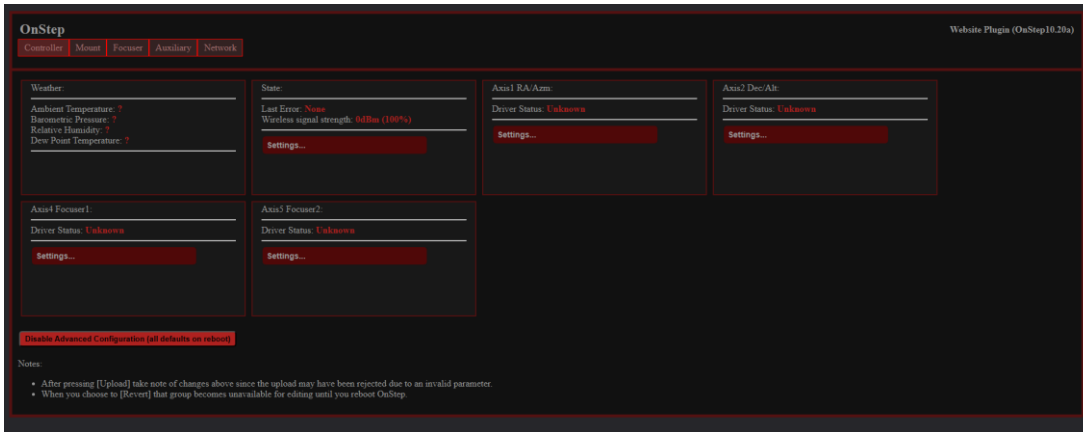 OnStep
Website Plugin (OnStep10.20a)
Controller Mount Focuser Auxiliary Network
Weather:
Ambient Temperature: ?
Barometric Pressure: ?
Relative Humidity: ?
Dew Point Temperature: ?
State:
Last Error: None
Wireless signal strength: 0dBm (100%)
Settings...
Axis1 RA/Azm:
Driver Status: Unknown
Settings...
Axis2 Dec/Alt:
Driver Status: Unknown
Settings...
Axis4 Focuser1:
Driver Status: Unknown
Settings...
Axis5 Focuser2:
Driver Status: Unknown
Settings...
Disable Advanced Configuration (all defaults on reboot)
Notes:
• After pressing [Upload] take note of changes above since the upload may have been rejected due to an invalid parameter.
• When you choose to [Revert] that group becomes unavailable for editing until you reboot OnStep.